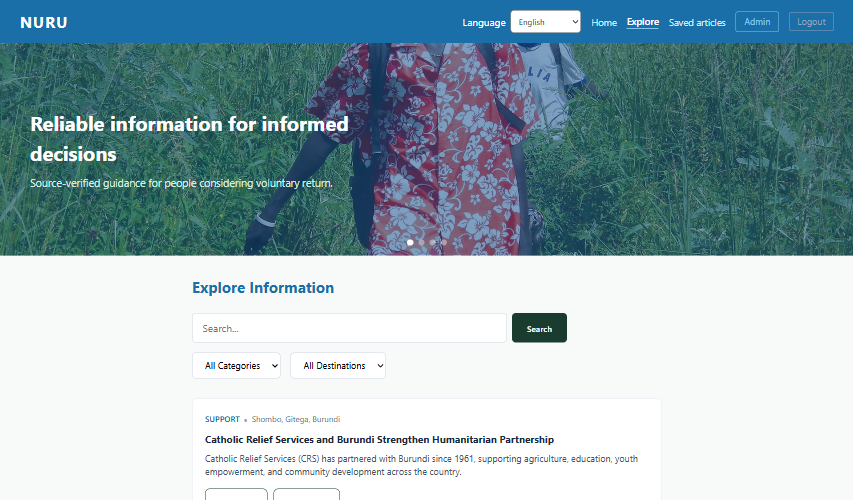 NURU
Language English Home Explore Saved articles Admin Logout
LIA
Reliable information for informed
decisions
Source-verified guidance for people considering voluntary return.
Explore Information
Search...
Search
All Categories All Destinations
SUPPORT • Shombo, Gitega, Burundi
Catholic Relief Services and Burundi Strengthen Humanitarian Partnership
Catholic Relief Services (CRS) has partnered with Burundi since 1961, supporting agriculture, education, youth
empowerment, and community development across the country.